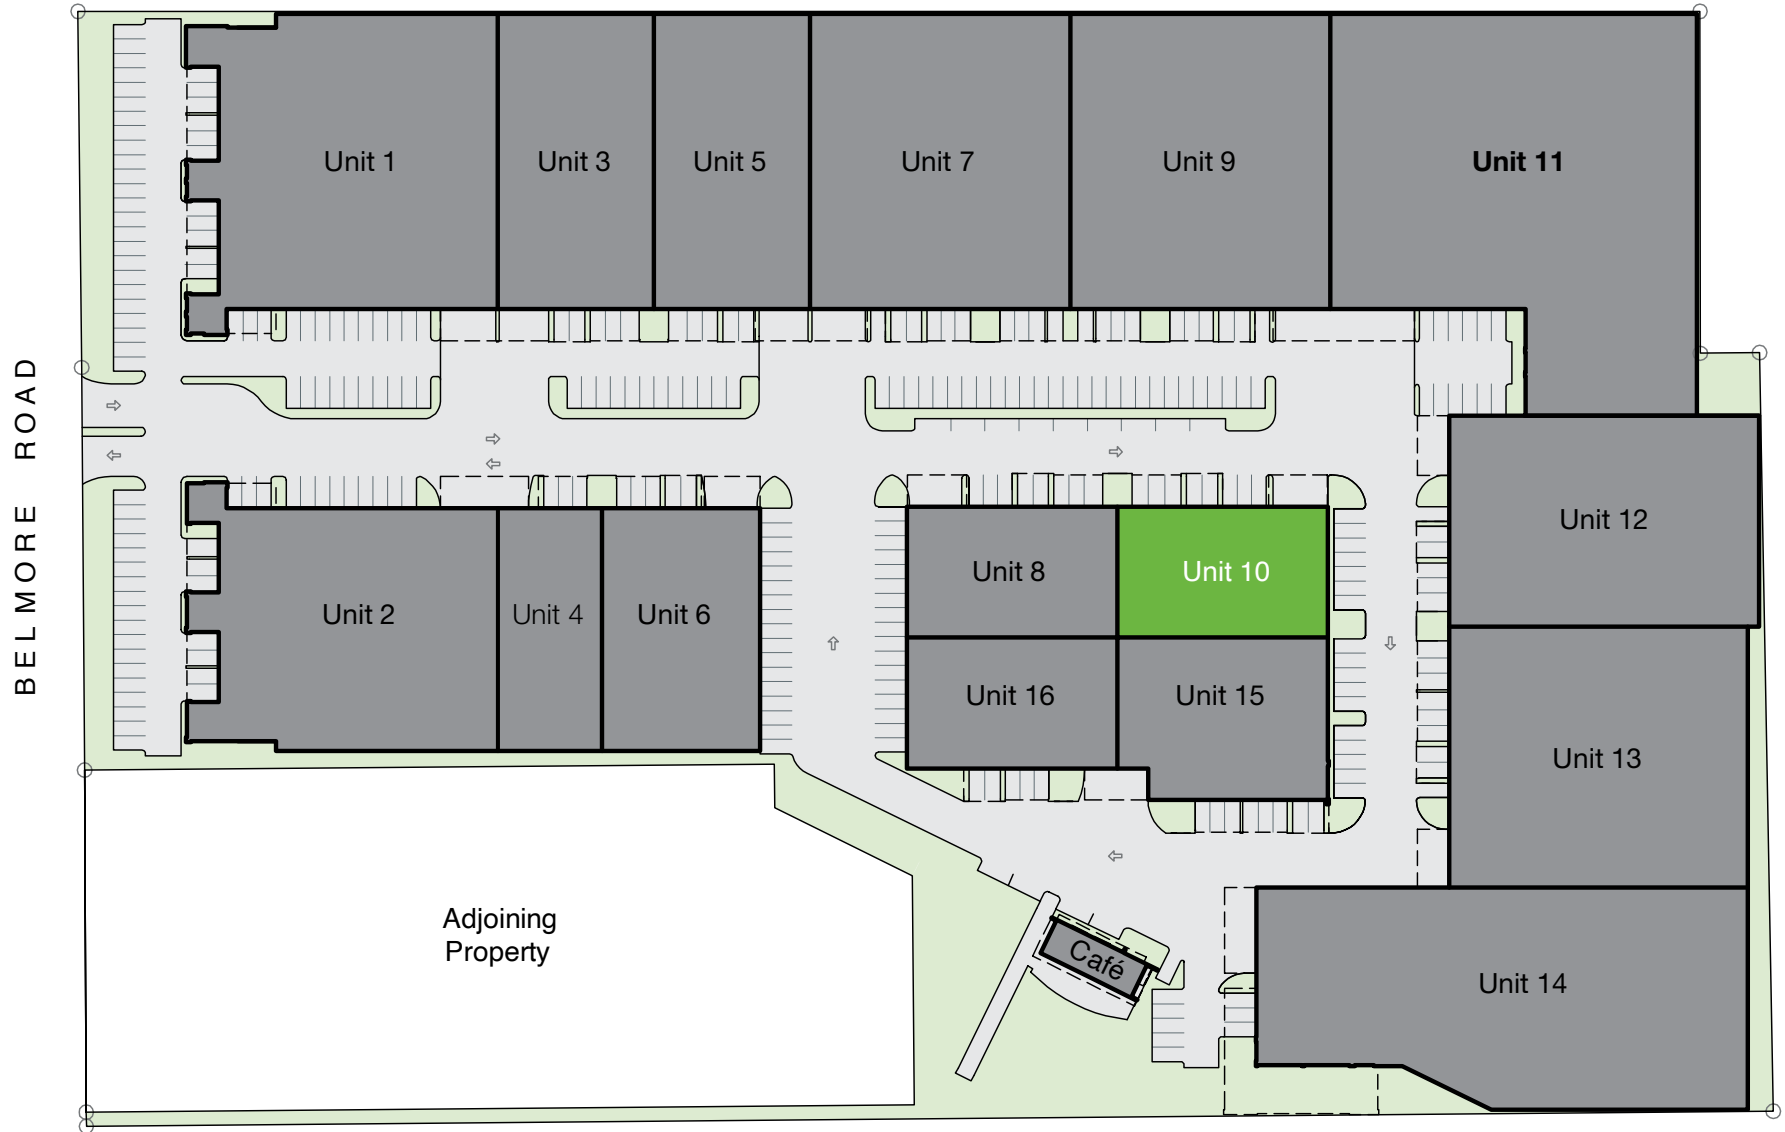 Unit 1
Unit 3
Unit 5
Unit 7
Unit 9
Unit 11
BELMORE ROAD
Unit 12
Unit 8
Unit 10
Unit 2
Unit 4
Unit 6
Unit 16
Unit 15
Unit 13
Adjoining
Property
Café
Unit 14